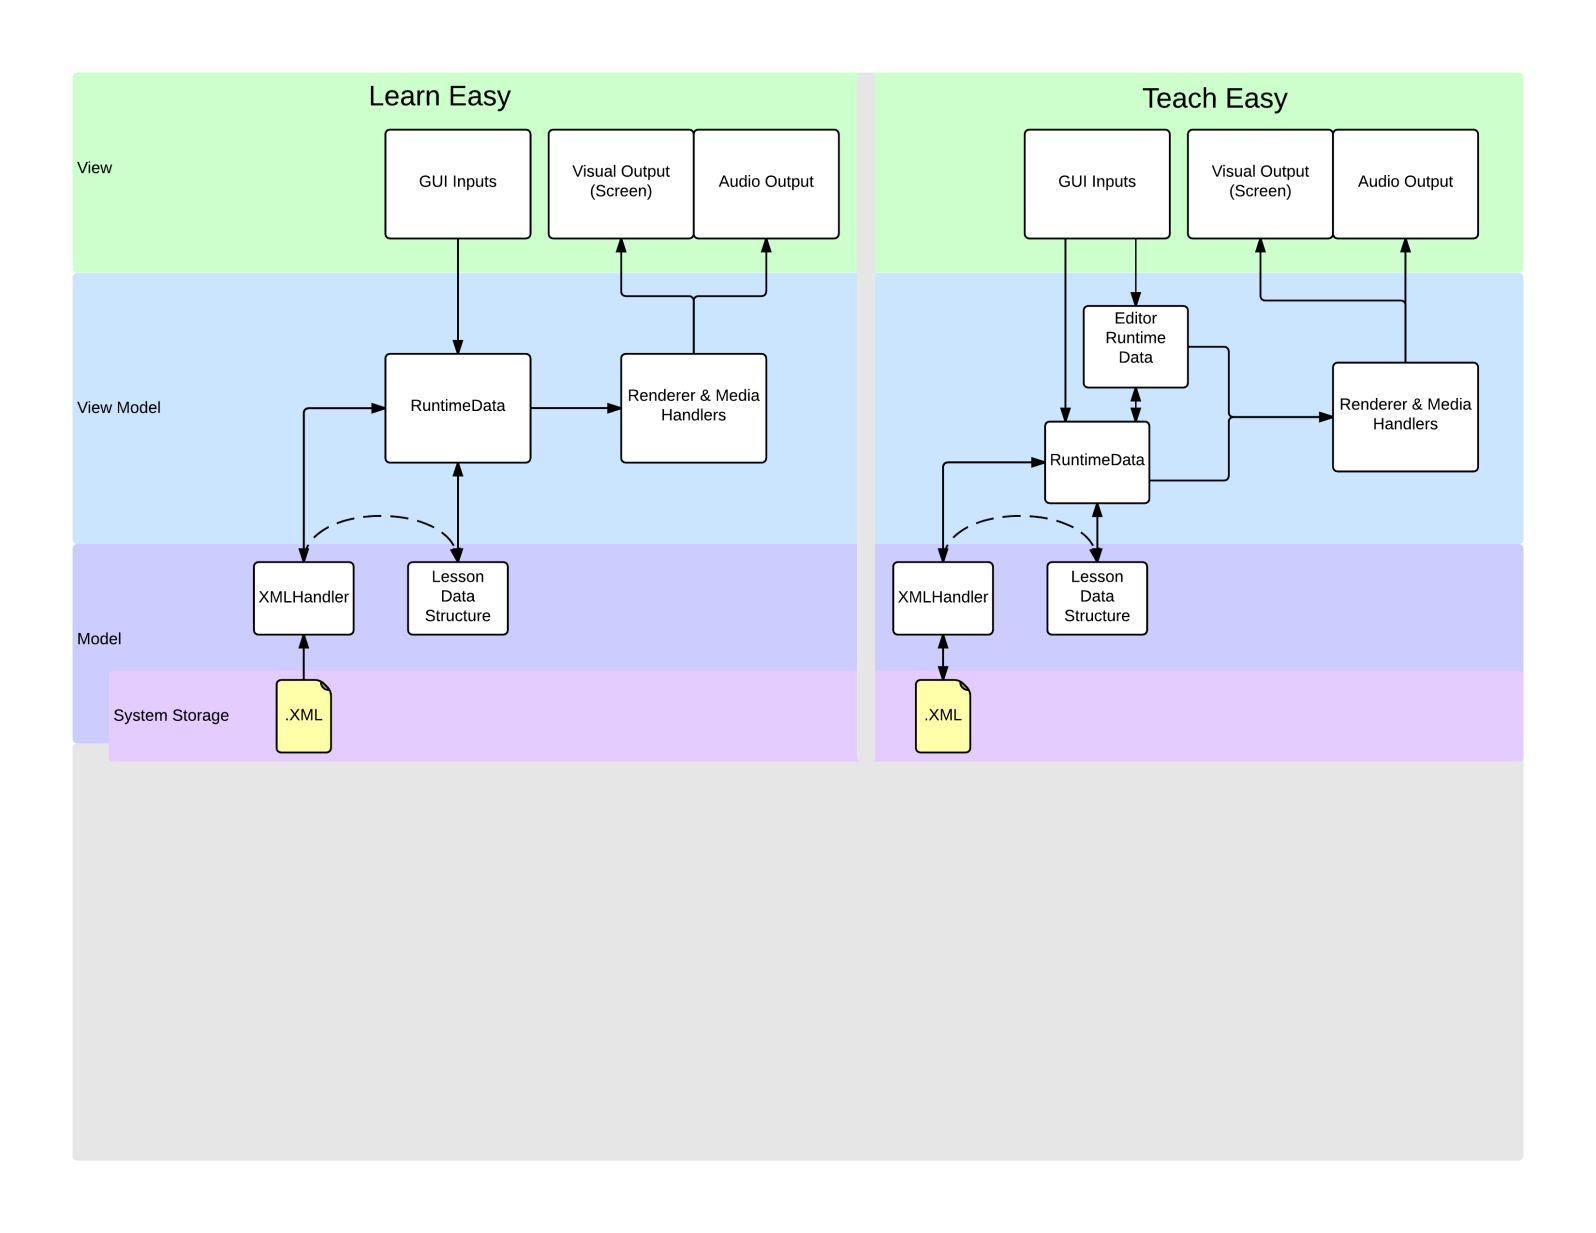 Learn Easy
View
GUI Inputs
Visual Output
(Screen)
Audio Output
View Model
RuntimeData
Renderer & Media
Handlers
XMLHandler
Lesson
Data
Structure
Model
System Storage
.XML
Teach Easy
GUI Inputs
Visual Output
(Screen)
Audio Output
Editor
Runtime
Data
Renderer & Media
Handlers
RuntimeData
XMLHandler
Lesson
Data
Structure
.XML